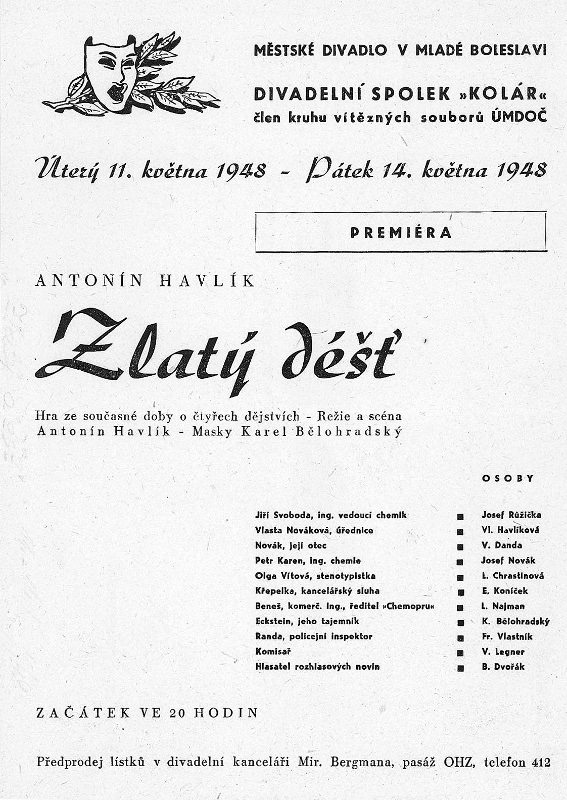 MĚSTSKÉ DIVADLO V MLADÉ BOLESLAVI
DIVADELNÍ SPOLEK »KOLÁR«
člen kruhu vítězných souborů ÚMDOČ
Úterý 11. května 1948 - Pátek 14. května 1948
PREMIÉRA
ANTONÍN HAVLÍK
Zlatý déšť
Hra ze současné doby o čtyřech dějstvích - Režie a scéna
Antonín Havlík - Masky Karel Bělohradský
OSOBY
Jiří Svoboda, ing. vedoucí chemik ■ Josef Růžička
Vlasta Nováková, úřednice ■ Vl. Havlíková
Novák, její otec ■ V. Danda
Petr Karen, ing. chemie ■ Josef Novák
Olga Vítová, stenotypistka ■ L. Chrastinová
Křepelka, kancelářský sluha ■ E. Koníček
Beneš, komerč. ing., ředitel »Chemopru« ■ L. Najman
Eckstein, jeho tajemník ■ K. Bělohradský
Randa, policejní inspektor ■ Fr. Vlastník
Komisař ■ V. Legner
Hlasatel rozhlasových novin ■ B. Dvořák
ZAČÁTEK VE 20 HODIN
Předprodej lístků v divadelní kanceláři Mir. Bergmana, pasáž OHZ, telefon 412